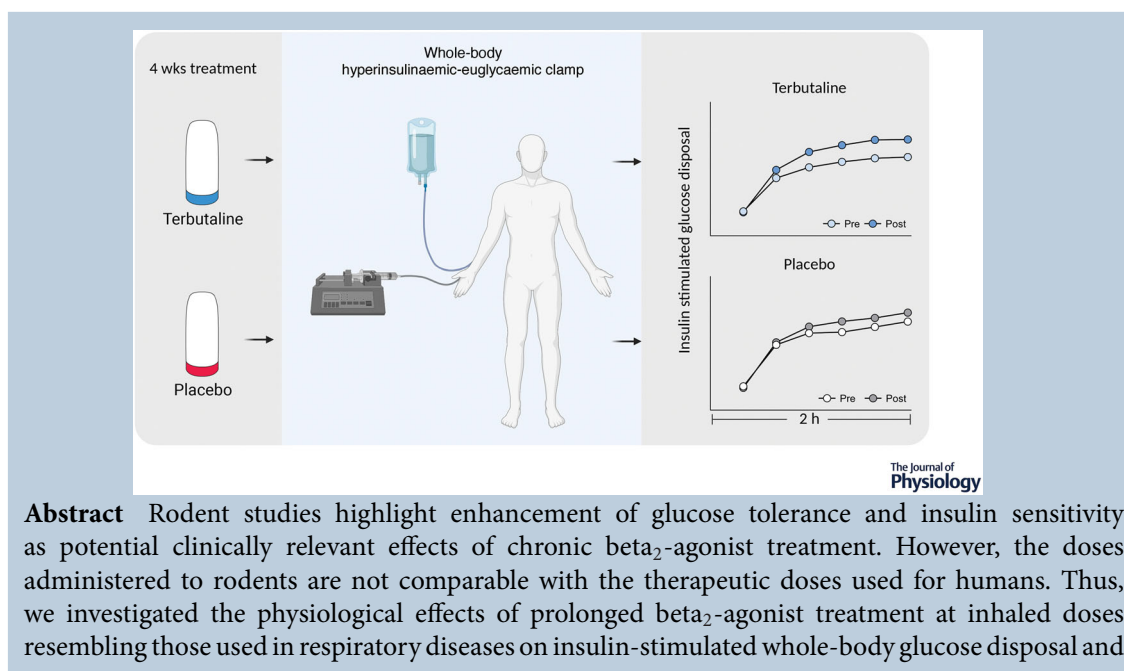 4 wks treatment
Terbutaline
Placebo
Whole-body
hyperinsulinaemic-euglycaemic clamp
Insulin stimulated glucose disposal
Terbutaline
Pre Post
Placebo
Pre Post
2 h
The Journal of
Physiology
Abstract Rodent studies highlight enhancement of glucose tolerance and insulin sensitivity
as potential clinically relevant effects of chronic beta₂-agonist treatment. However, the doses
administered to rodents are not comparable with the therapeutic doses used for humans. Thus,
we investigated the physiological effects of prolonged beta₂-agonist treatment at inhaled doses
resembling those used in respiratory diseases on insulin-stimulated whole-body glucose disposal and